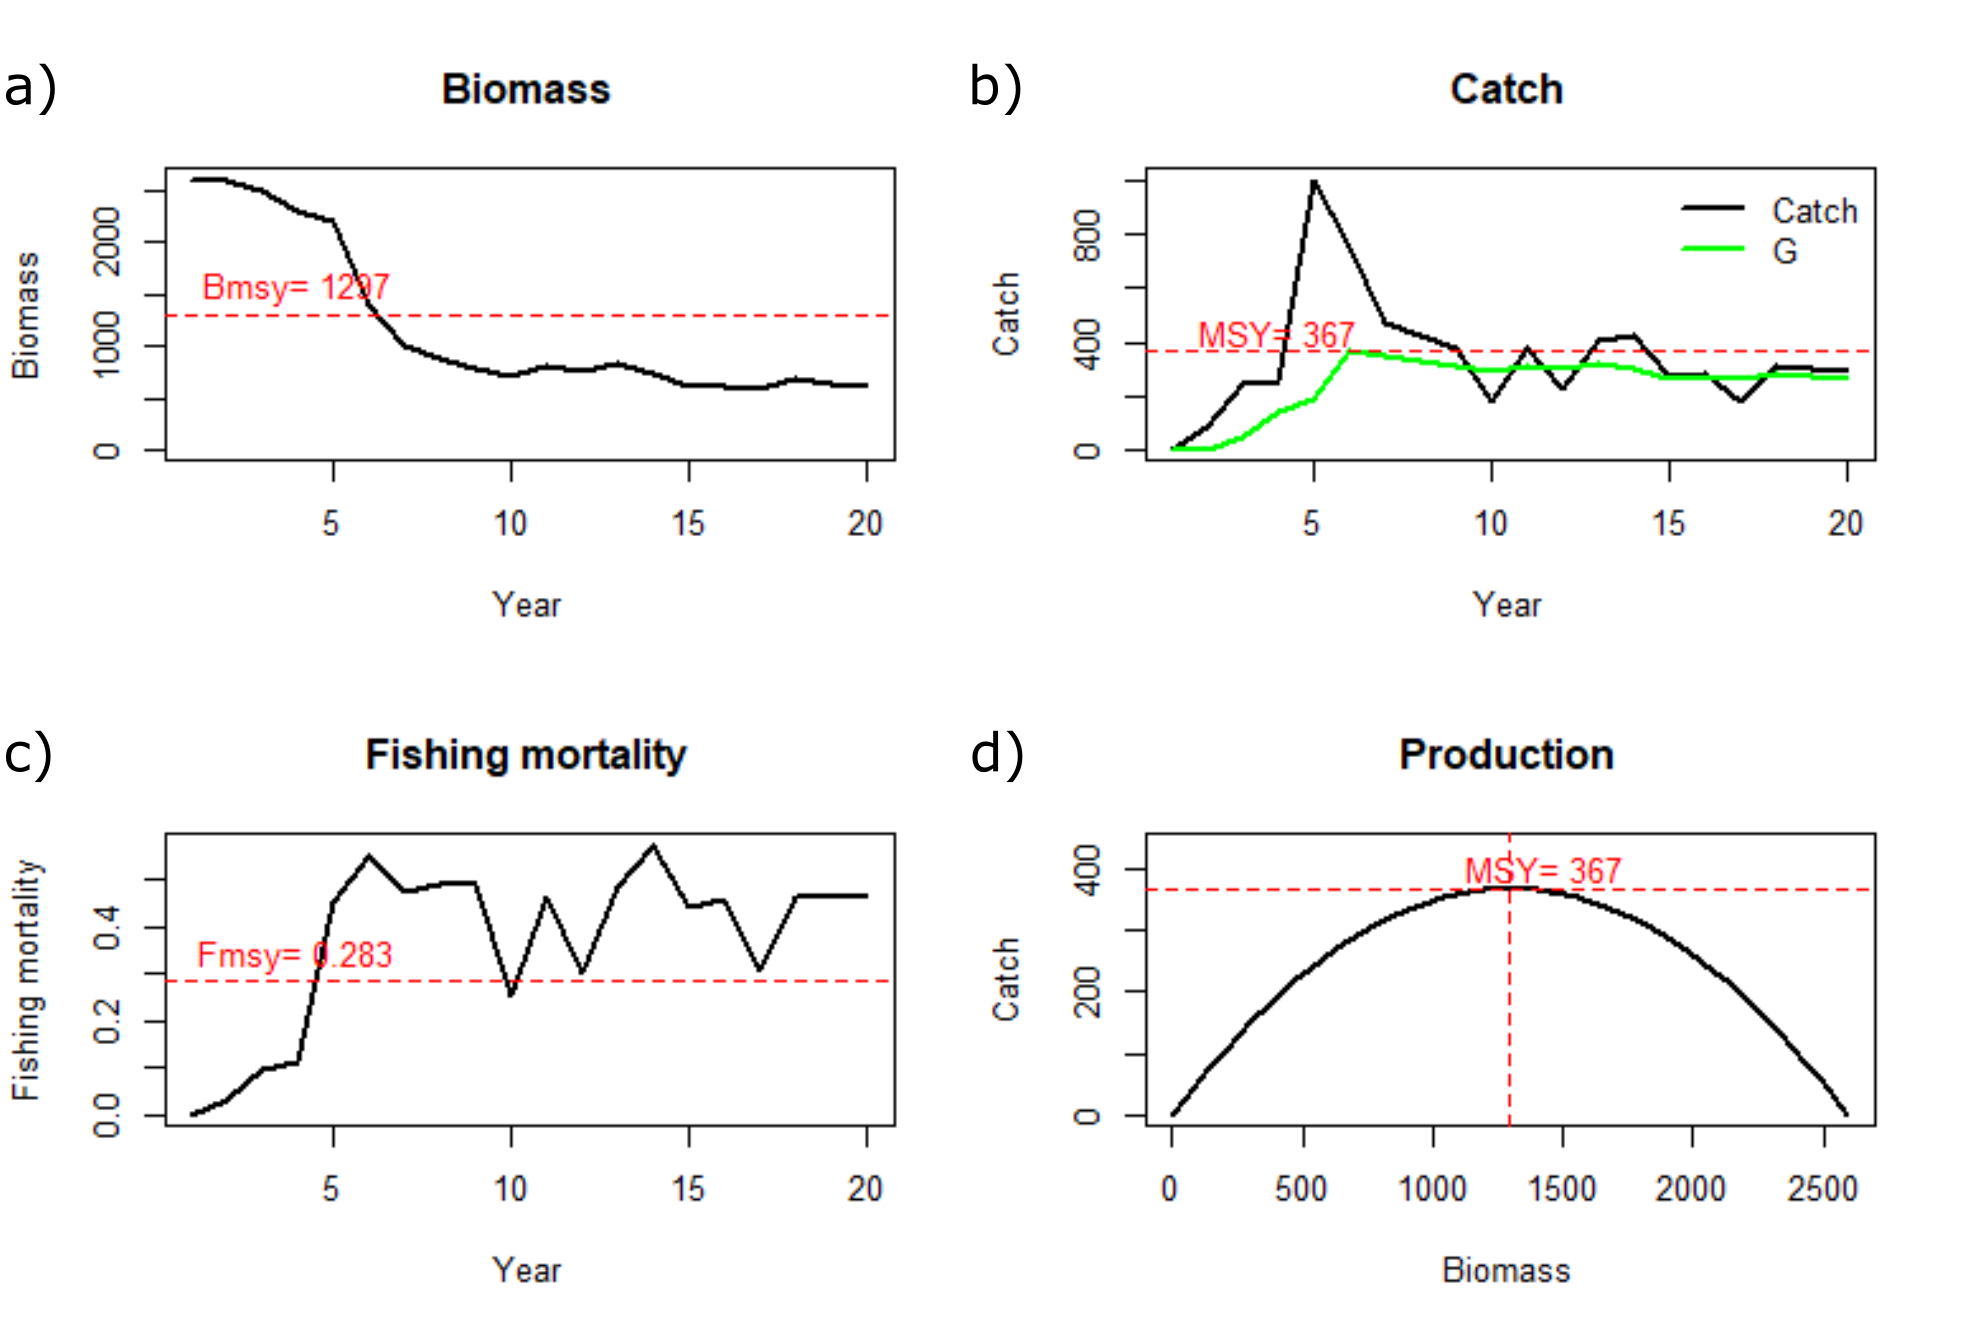 a)
Biomass
Biomass
0
1000
2000
Bmsy= 1297
5 10 15 20
Year
b)
Catch
Catch
0
400
800
MSY= 367
Catch
G
5 10 15 20
Year
c)
Fishing mortality
Fishing mortality
0.0
0.2
0.4
Fmsy= 0.283
5 10 15 20
Year
d)
Production
Catch
0
200
400
MSY= 367
0 500 1000 1500 2000 2500
Biomass